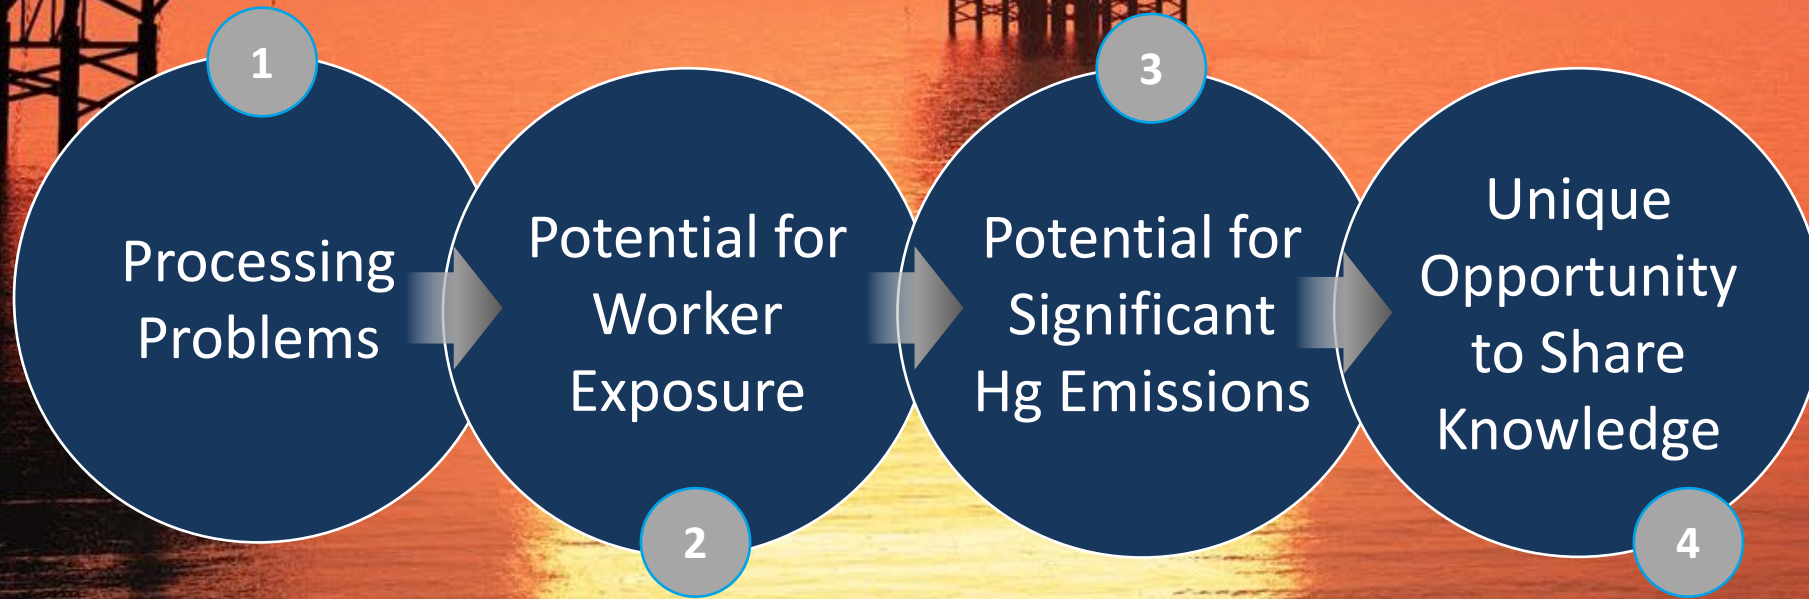 1
Processing
Problems
2
Potential for
Worker
Exposure
3
Potential for
Significant
Hg Emissions
4
Unique
Opportunity
to Share
Knowledge